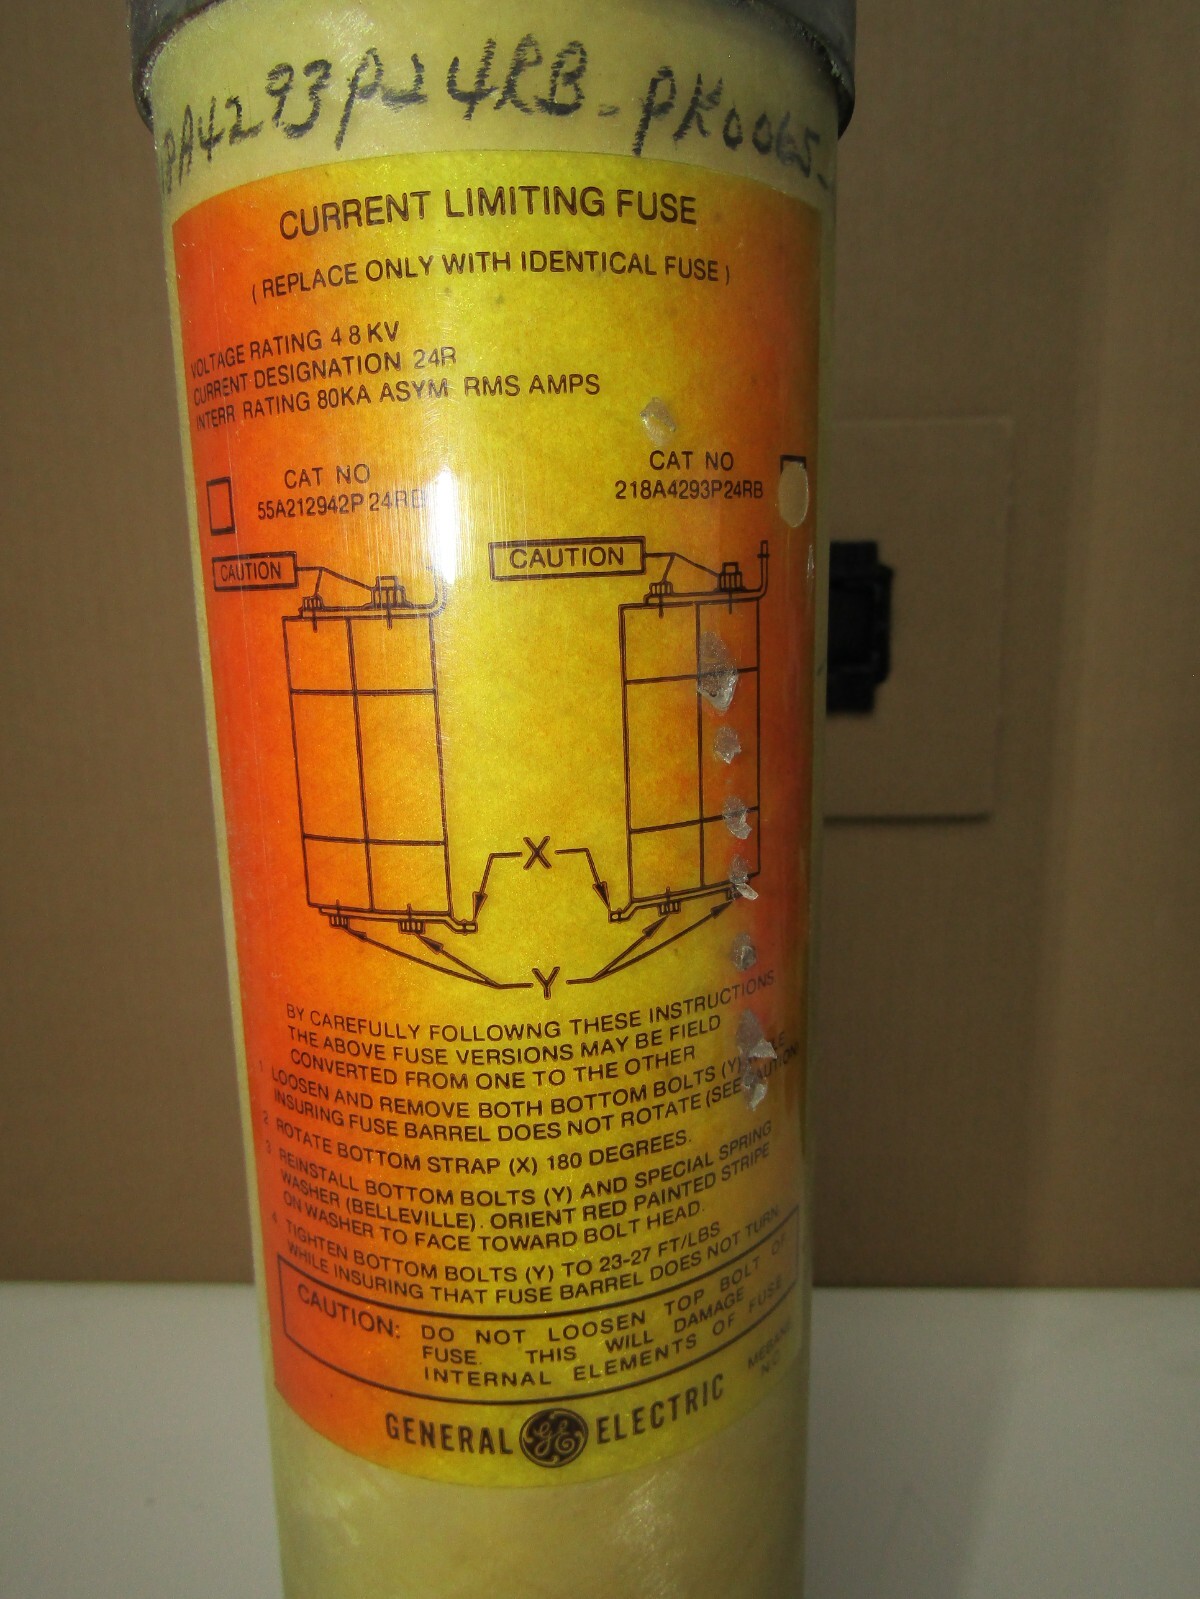 PA4293P24RB-PK0065-
CURRENT LIMITING FUSE
(REPLACE ONLY WITH IDENTICAL FUSE)
VOLTAGE RATING 4 8 KV
CURRENT DESIGNATION 24R
INTERR RATING 80KA ASYM RMS AMPS
CAT NO
55A212942P24RB
CAT NO
218A4293P24RB
CAUTION
CAUTION
X
Y
BY CAREFULLY FOLLOWNG THESE INSTRUCTIONS
THE ABOVE FUSE VERSIONS MAY BE FIELD
CONVERTED FROM ONE TO THE OTHER
1 LOOSEN AND REMOVE BOTH BOTTOM BOLTS (Y)
INSURING FUSE BARREL DOES NOT ROTATE (SEE CAUTION)
2 ROTATE BOTTOM STRAP (X) 180 DEGREES.
3 REINSTALL BOTTOM BOLTS (Y) AND SPECIAL SPRING
WASHER (BELLEVILLE). ORIENT RED PAINTED STRIPE
ON WASHER TO FACE TOWARD BOLT HEAD.
4 TIGHTEN BOTTOM BOLTS (Y) TO 23-27 FT/LBS
WHILE INSURING THAT FUSE BARREL DOES NOT TURN.
CAUTION: DO NOT LOOSEN TOP BOLT OF
FUSE. THIS WILL DAMAGE
INTERNAL ELEMENTS OF FUSE
MEBANE
N.C.
GENERAL GE ELECTRIC